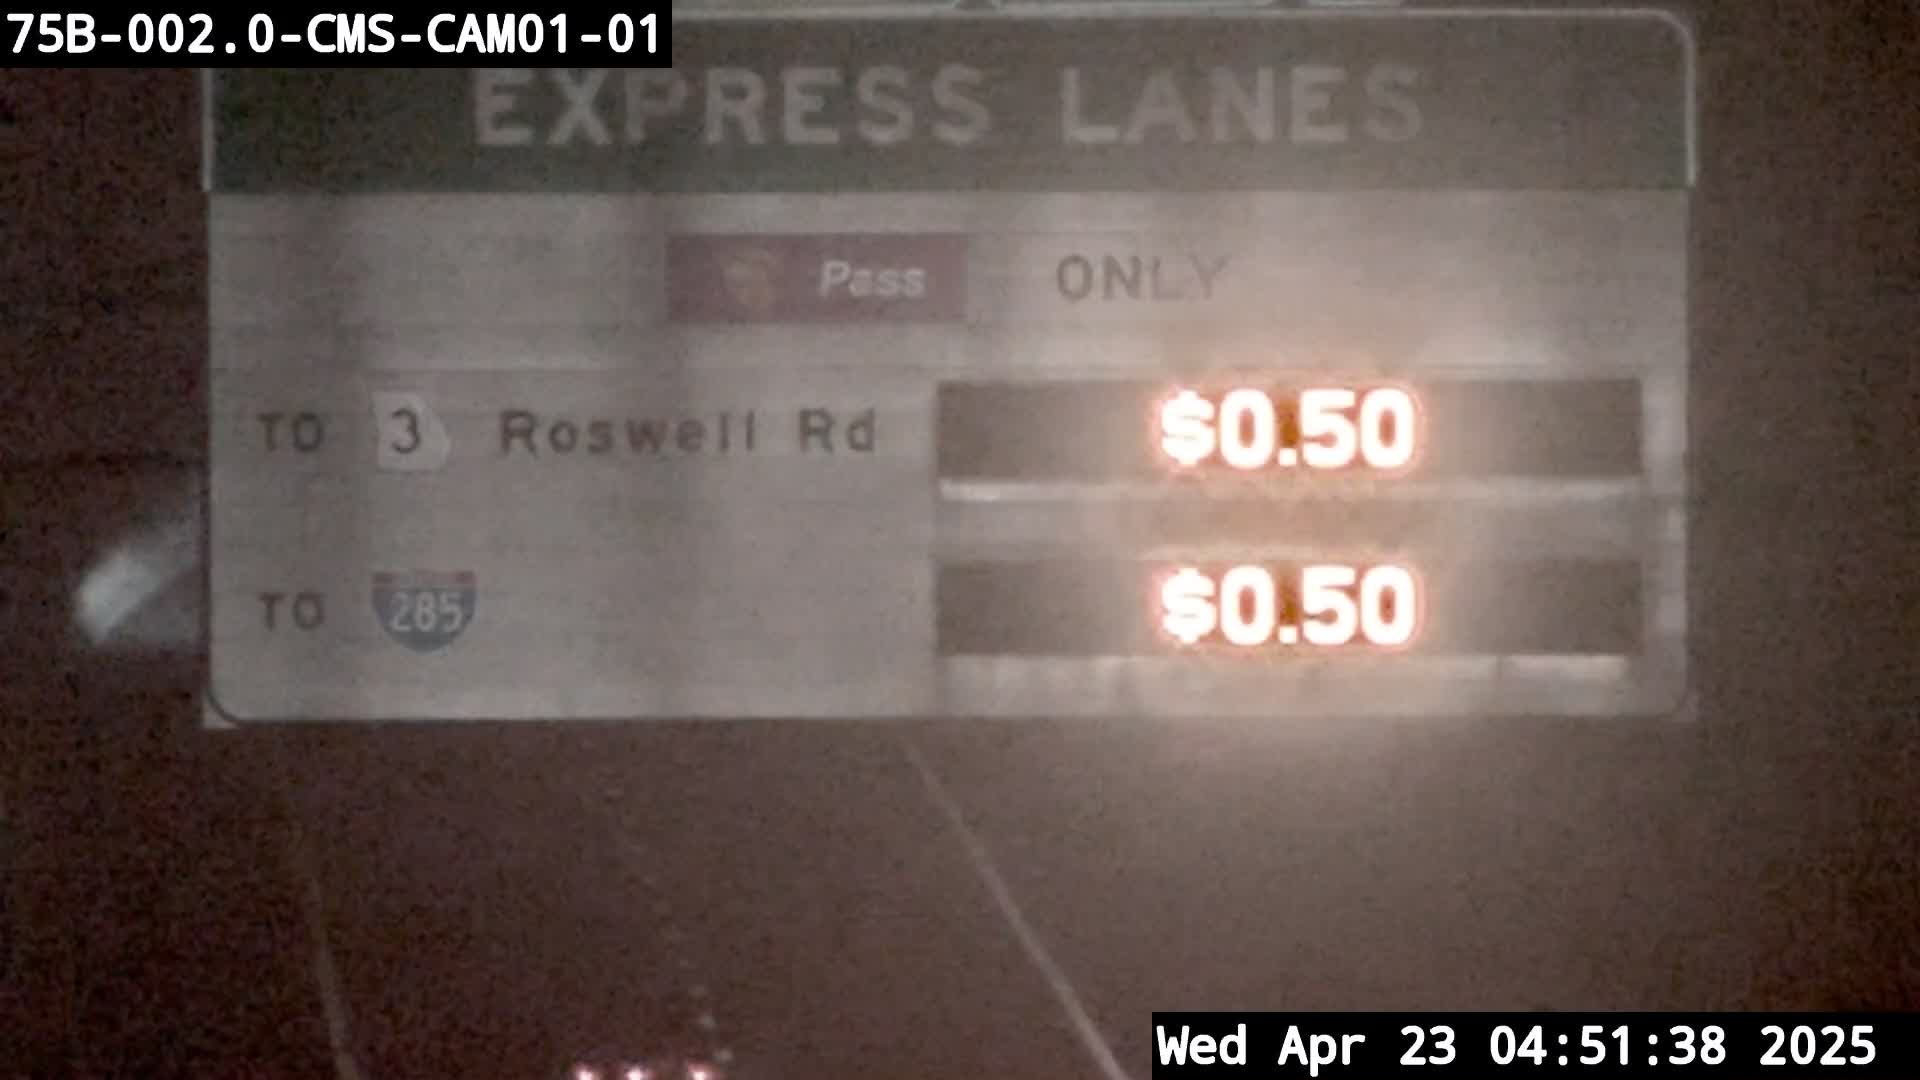 75B-002.0-CMS-CAM01-01
EXPRESS LANES
Pass ONLY
TO 3 Roswell Rd $0.50
TO 285 $0.50
Wed Apr 23 04:51:38 2025